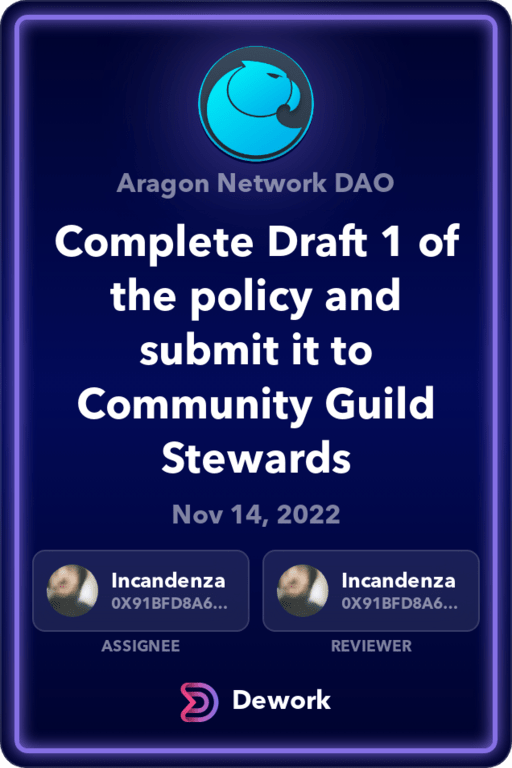 Aragon Network DAO
Complete Draft 1 of
the policy and
submit it to
Community Guild
Stewards
Nov 14, 2022
Incandenza
0X91BFD8A6...
ASSIGNEE
Incandenza
0X91BFD8A6...
REVIEWER
Dework